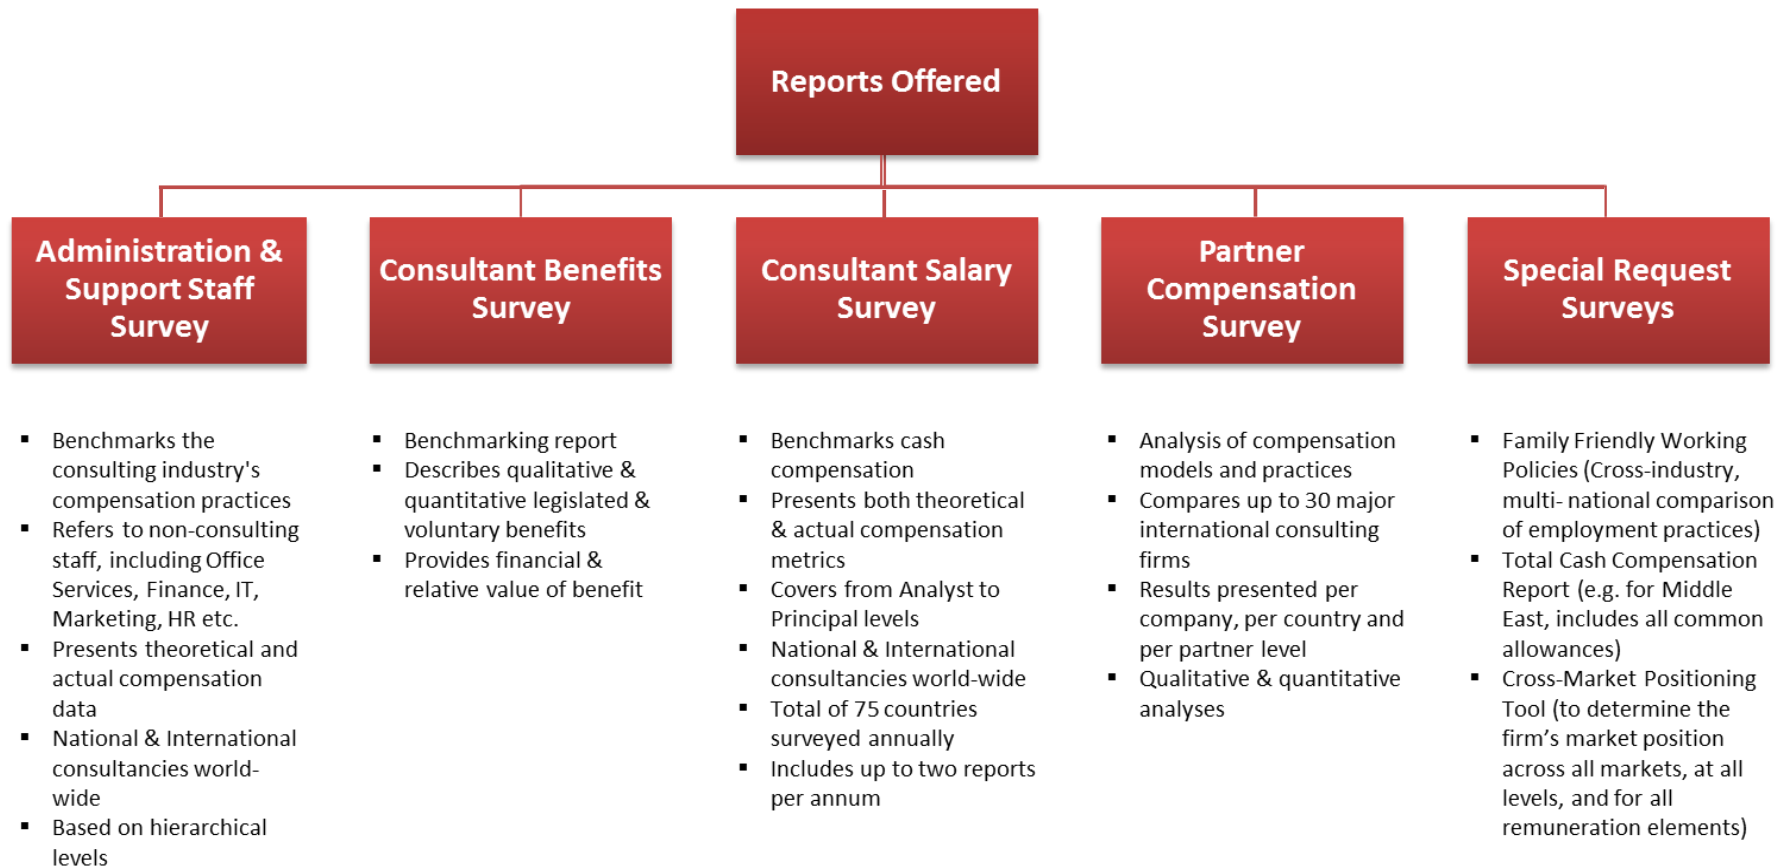 Reports Offered
Administration &
Support Staff
Survey
Consultant Benefits
Survey
Consultant Salary
Survey
Partner
Compensation
Survey
Special Request
Surveys
▪ Benchmarks the
consulting industry's
compensation practices
▪ Refers to non-consulting
staff, including Office
Services, Finance, IT,
Marketing, HR etc.
▪ Presents theoretical and
actual compensation
data
▪ National & International
consultancies world-
wide
▪ Based on hierarchical
levels
▪ Benchmarking report
▪ Describes qualitative &
quantitative legislated &
voluntary benefits
▪ Provides financial &
relative value of benefit
▪ Benchmarks cash
compensation
▪ Presents both theoretical
& actual compensation
metrics
▪ Covers from Analyst to
Principal levels
▪ National & International
consultancies world-wide
▪ Total of 75 countries
surveyed annually
▪ Includes up to two reports
per annum
▪ Analysis of compensation
models and practices
▪ Compares up to 30 major
international consulting
firms
▪ Results presented per
company, per country and
per partner level
▪ Qualitative & quantitative
analyses
▪ Family Friendly Working
Policies (Cross-industry,
multi- national comparison
of employment practices)
▪ Total Cash Compensation
Report (e.g. for Middle
East, includes all common
allowances)
▪ Cross-Market Positioning
Tool (to determine the
firm’s market position
across all markets, at all
levels, and for all
remuneration elements)